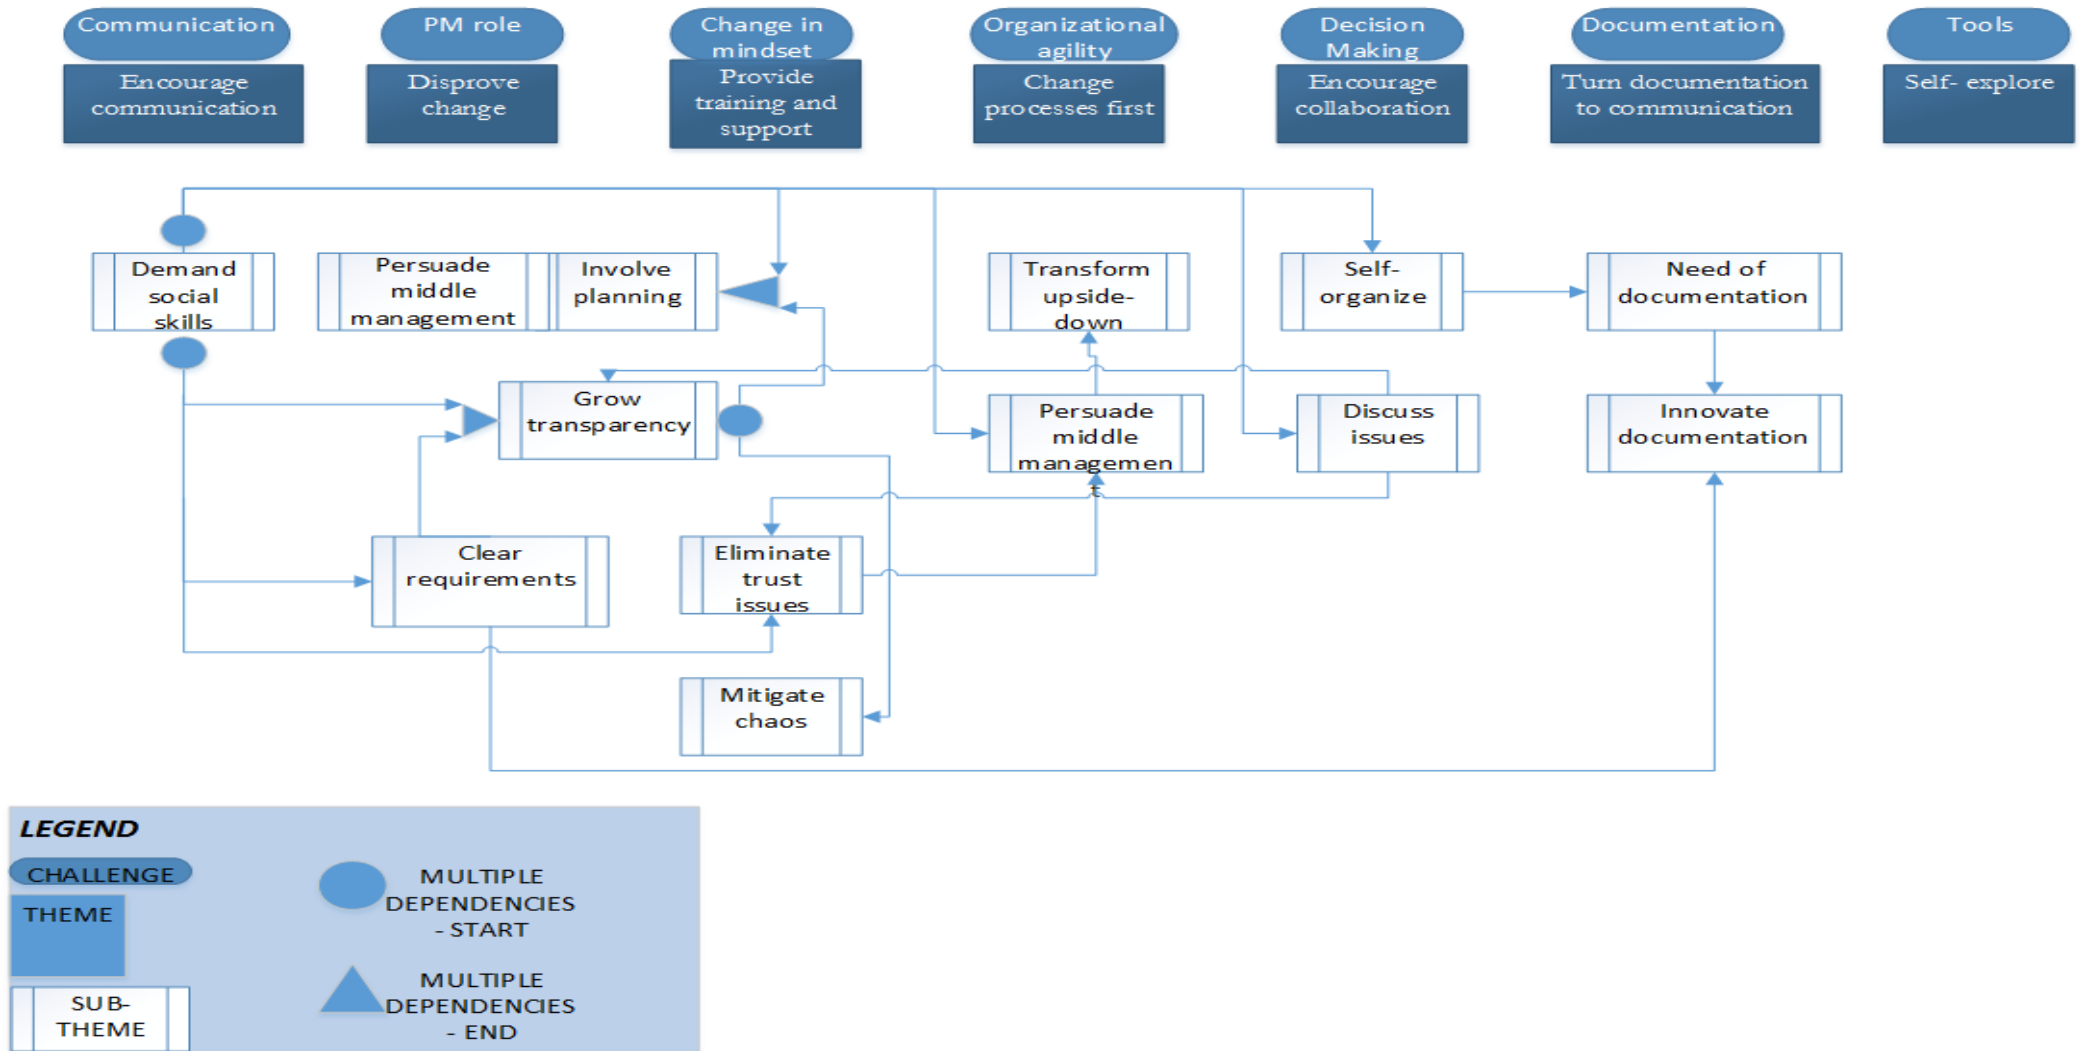 Communication
PM role
Change in
mindset
Organizational
agility
Decision
Making
Documentation
Tools
Encourage
communication
Disprove
change
Provide
training and
support
Change
processes first
Encourage
collaboration
Turn documentation
to communication
Self- explore
Demand
social
skills
Persuade
middle
management
Involve
planning
Transform
upside-
down
Self-
organize
Need of
documentation
Grow
transparency
Persuade
middle
managemen
t
Discuss
issues
Innovate
documentation
Clear
requirements
Eliminate
trust
issues
Mitigate
chaos
LEGEND
CHALLENGE
THEME
SUB-
THEME
MULTIPLE
DEPENDENCIES
- START
MULTIPLE
DEPENDENCIES
- END